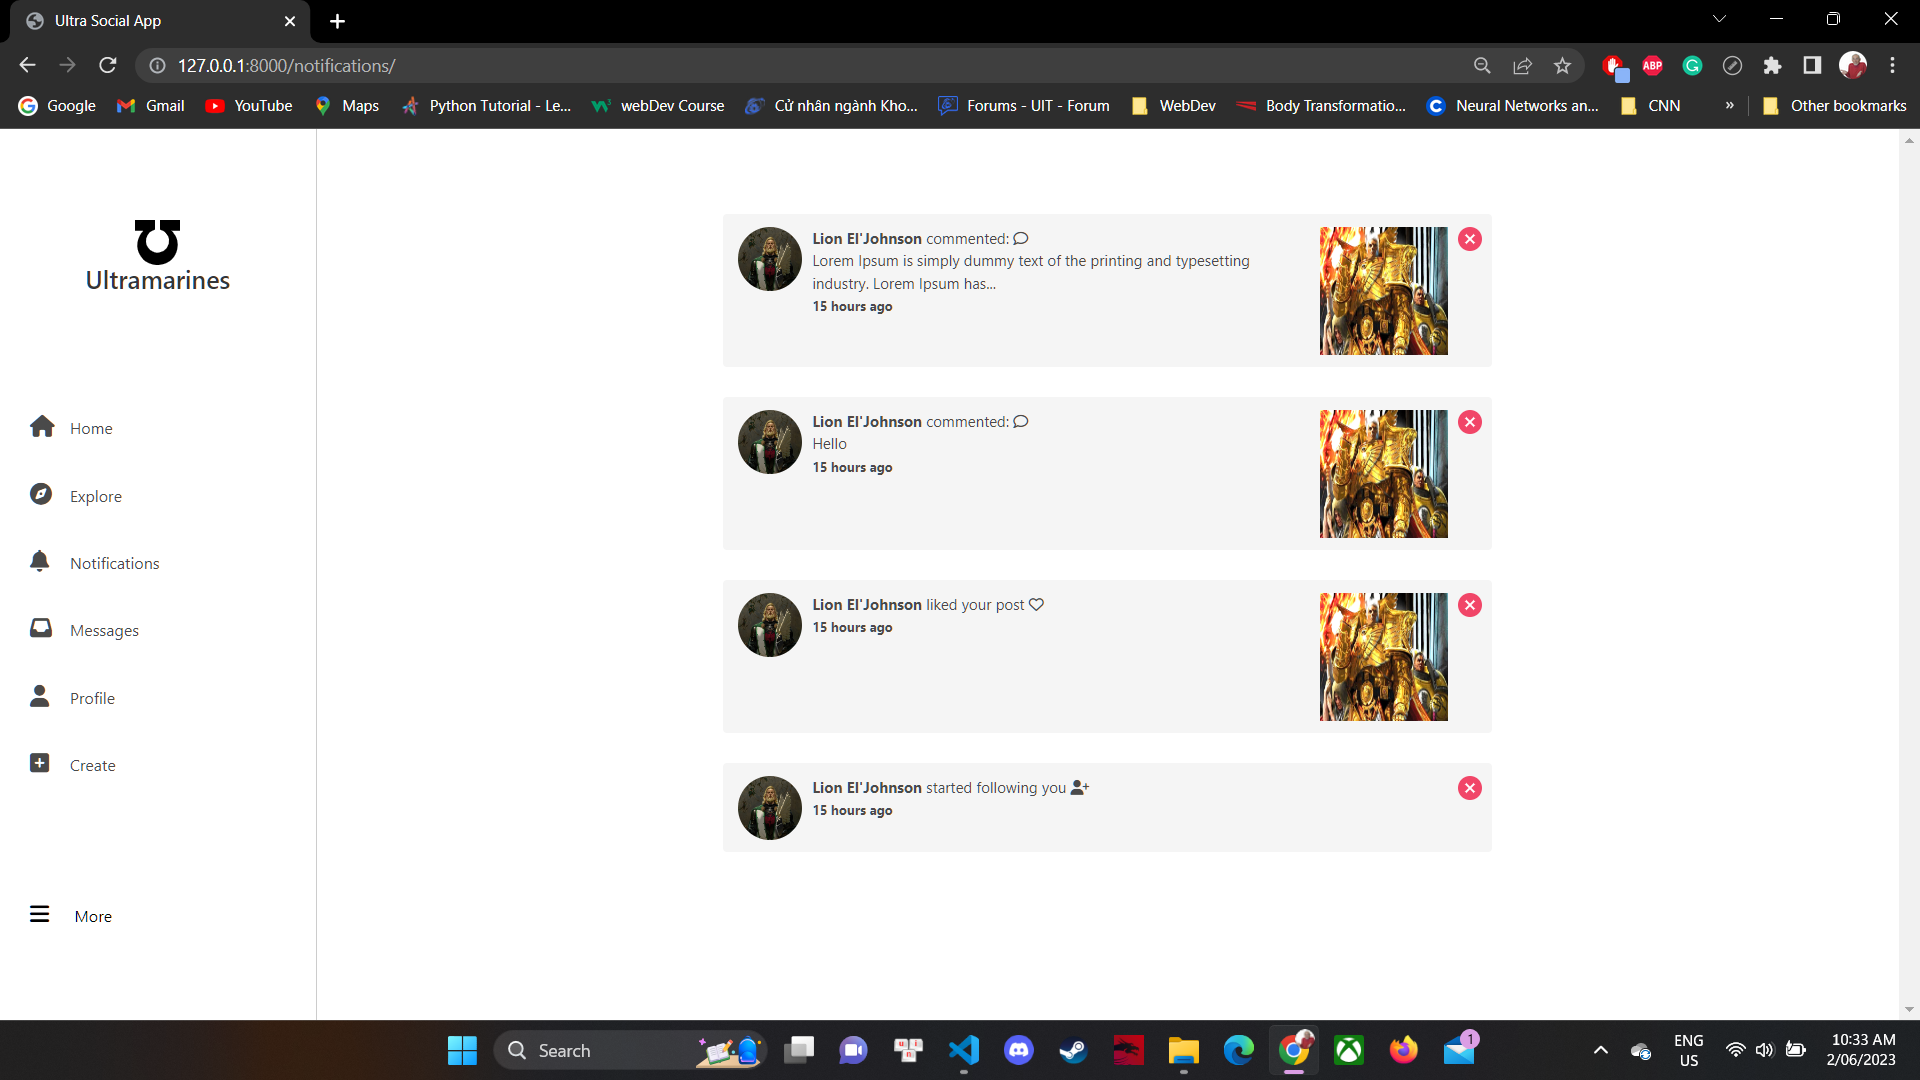 Ultra Social App
127.0.0.1:8000/notifications/
ABP
Google
Gmail
YouTube
Maps
Python Tutorial - Le...
webDev Course
Cử nhân ngành Kho...
Forums - UIT - Forum
WebDev
Body Transformatio...
Neural Networks an...
CNN
»
Other bookmarks
Ultramarines
Home
Explore
Notifications
Messages
Profile
Create
More
Lion El'Johnson commented:
Lorem Ipsum is simply dummy text of the printing and typesetting
industry. Lorem Ipsum has...
15 hours ago
Lion El'Johnson commented:
Hello
15 hours ago
Lion El'Johnson liked your post
15 hours ago
Lion El'Johnson started following you
15 hours ago
Search
1
ENG
US
10:33 AM
2/06/2023